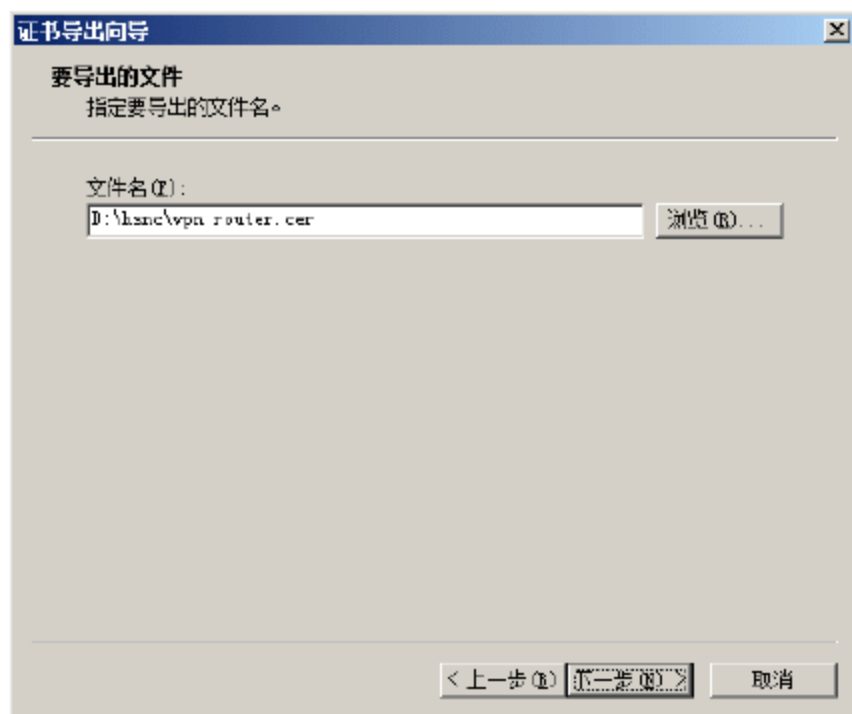 证书导出向导
要导出的文件
指定要导出的文件名。
文件名(F):
D:\hsnc\vpn router.cer
浏览(R)...
< 上一步(B) 下一步(N) > 取消